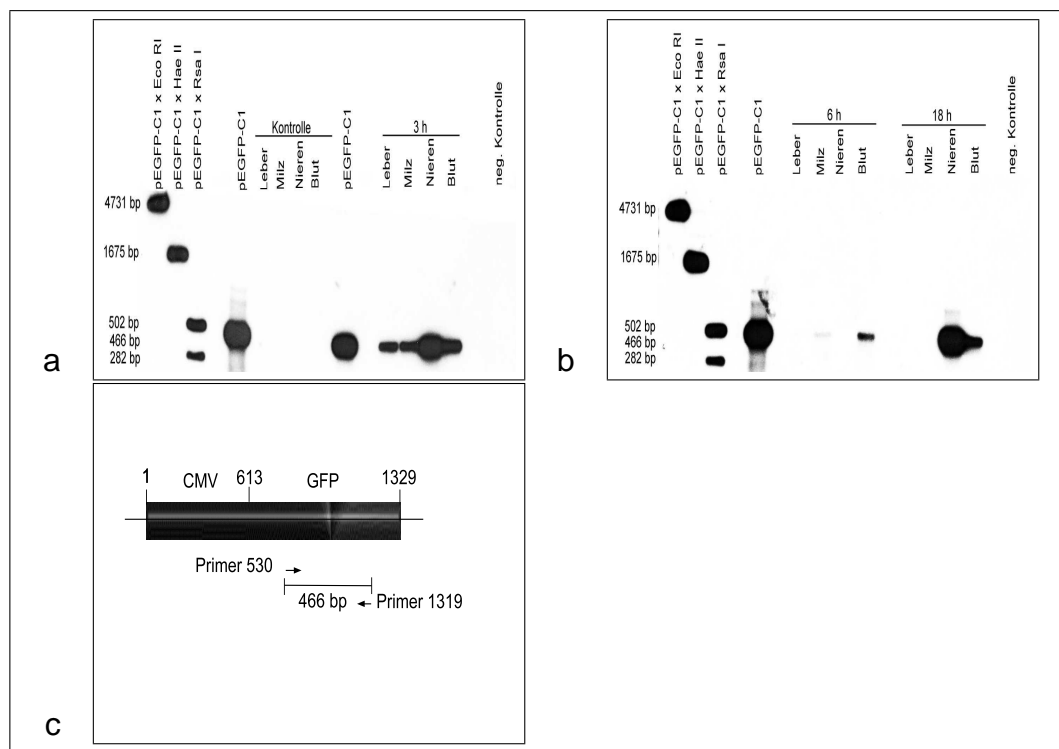 pEGFP-C1 x Eco RI
pEGFP-C1 x Hae II
pEGFP-C1 x Rsa I
pEGFP-C1
Kontrolle
Leber
Milz
Nieren
Blut
pEGFP-C1
3 h
Leber
Milz
Nieren
Blut
neg. Kontrolle
4731 bp
1675 bp
502 bp
466 bp
282 bp
a
pEGFP-C1 x Eco RI
pEGFP-C1 x Hae II
pEGFP-C1 x Rsa I
pEGFP-C1
6 h
Leber
Milz
Nieren
Blut
18 h
Leber
Milz
Nieren
Blut
neg. Kontrolle
4731 bp
1675 bp
502 bp
466 bp
282 bp
b
1 CMV 613 GFP 1329
Primer 530
466 bp Primer 1319
c